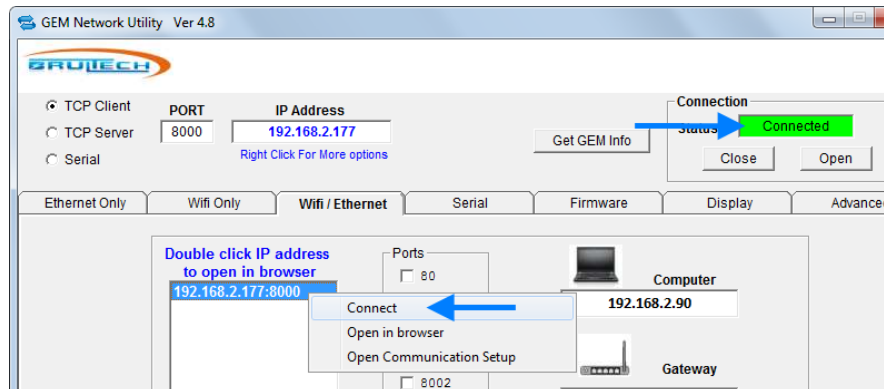 GEM Network Utility Ver 4.8
BRULTECH
TCP Client
TCP Server
Serial
PORT
8000
IP Address
192.168.2.177
Right Click For More options
Get GEM Info
Connection
Status
Connected
Close
Open
Ethernet Only
Wifi Only
Wifi / Ethernet
Serial
Firmware
Display
Advance
Double click IP address
to open in browser
192.168.2.177:8000
Ports
80
8002
Connect
Open in browser
Open Communication Setup
Computer
192.168.2.90
Gateway